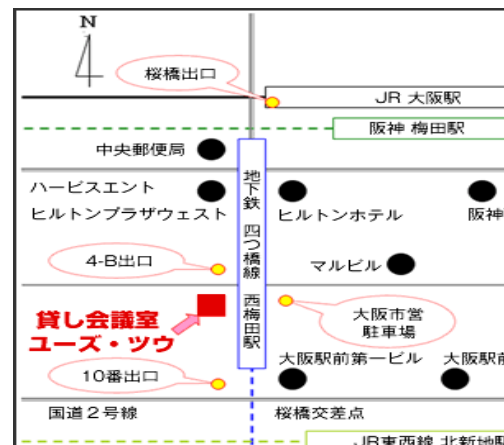 N
桜橋出口
JR 大阪駅
阪神 梅田駅
中央郵便局
ハービスエント
ヒルトンプラザウェスト
地下鉄 四つ橋線 西梅田駅
ヒルトンホテル
阪神
4-B出口
マルビル
貸し会議室
ユーズ・ツウ
大阪市営
駐車場
10番出口
大阪駅前第一ビル
大阪駅前
国道２号線
桜橋交差点
JR東西線 北新地駅